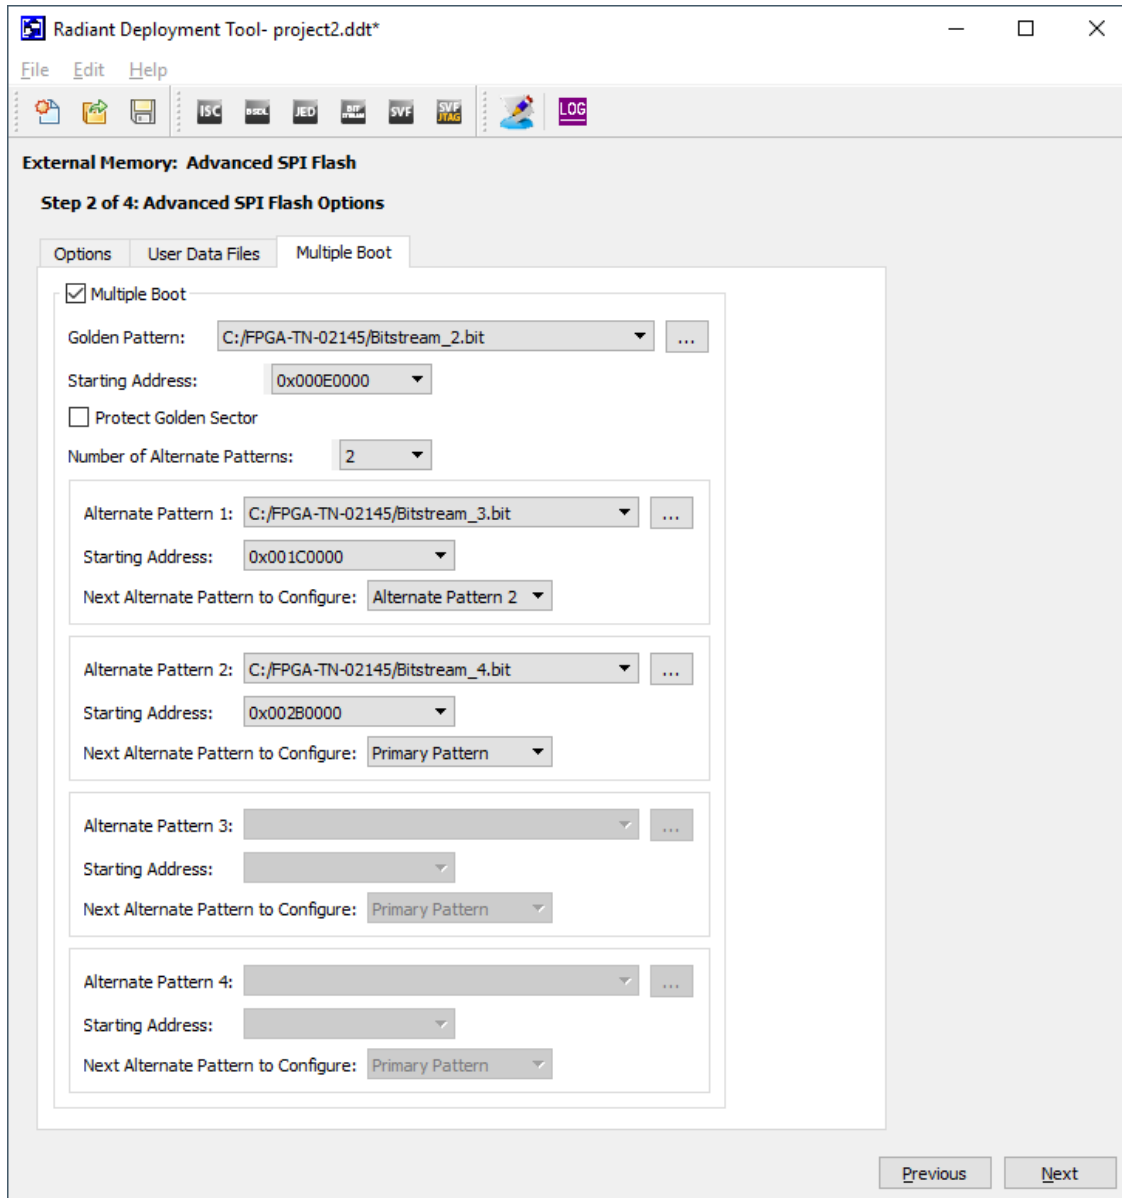 Radiant Deployment Tool- project2.ddt*
File Edit Help
ISC BSDL JED BIT STREAM SVF SVF JTAG LOG
External Memory: Advanced SPI Flash
Step 2 of 4: Advanced SPI Flash Options
Options User Data Files Multiple Boot
Multiple Boot
Golden Pattern: C:/FPGA-TN-02145/Bitstream_2.bit ...
Starting Address: 0x000E0000
Protect Golden Sector
Number of Alternate Patterns: 2
Alternate Pattern 1: C:/FPGA-TN-02145/Bitstream_3.bit ...
Starting Address: 0x001C0000
Next Alternate Pattern to Configure: Alternate Pattern 2
Alternate Pattern 2: C:/FPGA-TN-02145/Bitstream_4.bit ...
Starting Address: 0x002B0000
Next Alternate Pattern to Configure: Primary Pattern
Alternate Pattern 3: ...
Starting Address:
Next Alternate Pattern to Configure: Primary Pattern
Alternate Pattern 4: ...
Starting Address:
Next Alternate Pattern to Configure: Primary Pattern
Previous Next